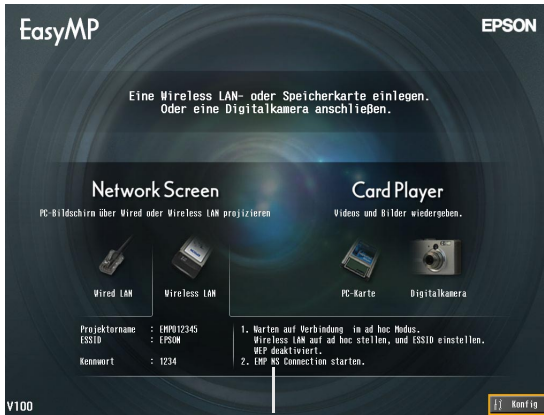 EasyMP
EPSON
Eine Wireless LAN- oder Speicherkarte einlegen.
Oder eine Digitalkamera anschließen.
Network Screen
PC-Bildschirm über Wired oder Wireless LAN projizieren
Wired LAN
Wireless LAN
Projektorname : EMPD12345
ESSID : EPSON
Kennwort : 1234
Card Player
Videos und Bilder wiedergeben.
PC-Karte
Digitalkamera
1. Warten auf Verbindung in ad hoc Modus.
Wireless LAN auf ad hoc stellen, und ESSID einstellen.
WEP deaktiviert.
2. EMP NS Connection starten.
V100
Konfig